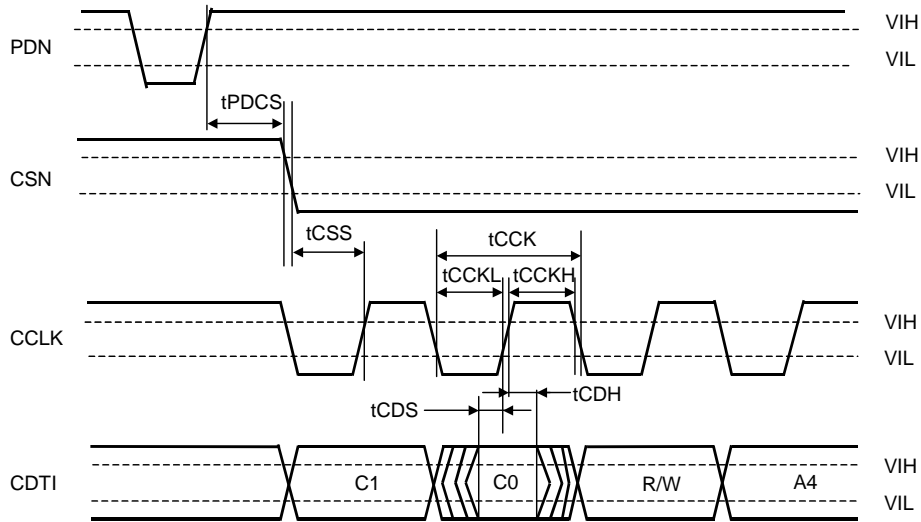 PDN
VIH
VIL
tPDCS
CSN
VIH
VIL
tCSS
tCCK
tCCKL
tCCKH
CCLK
VIH
VIL
tCDS
tCDH
CDTI
C1
C0
R/W
A4
VIH
VIL